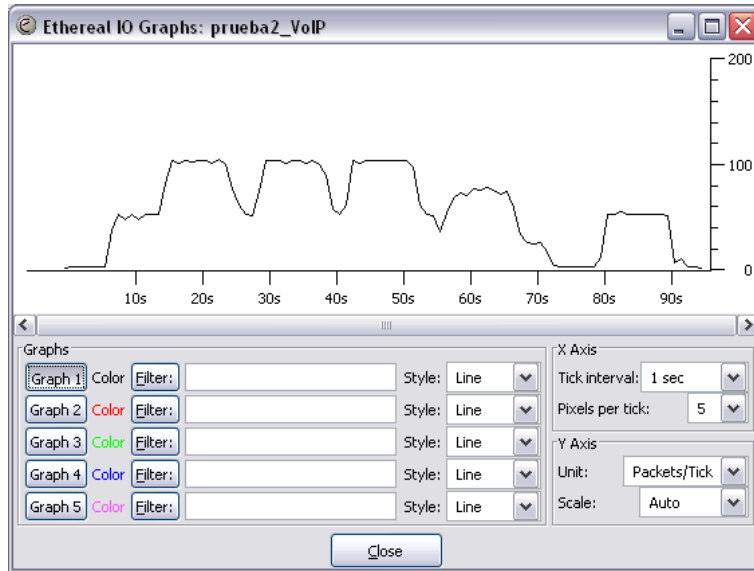 Ethereal IO Graphs: prueba2_VoIP
200
100
0
10s 20s 30s 40s 50s 60s 70s 80s 90s
Graphs
Graph 1 Color Filter: Style: Line
Graph 2 Color Filter: Style: Line
Graph 3 Color Filter: Style: Line
Graph 4 Color Filter: Style: Line
Graph 5 Color Filter: Style: Line
X Axis
Tick interval: 1 sec
Pixels per tick: 5
Y Axis
Unit: Packets/Tick
Scale: Auto
Close